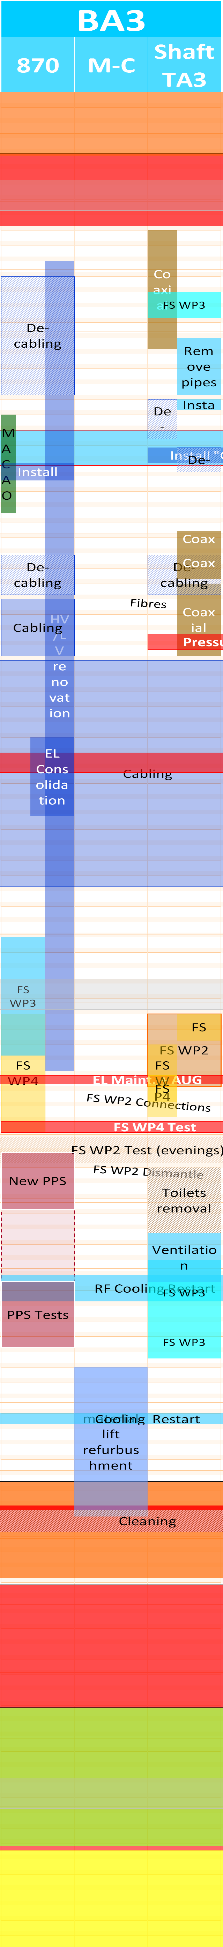 BA3
870
M-C
Shaft
TA3
Co
axi
FS WP3
De-
cabling
Rem
ove
pipes
Insta
De
-
M
A
C
A
O
Install "C
De-
Install
Coax
De-
cabling
De-
cabling
Coax
Fibres
Cabling
HV
/L
V
re
no
vat
ion
Coax
ial
Pressu
EL
Cons
olida
tion
Cabling
FS
WP3
FS
FS WP2
FS
WP4
FS
W
EL Maint. W AUG
FS
P4
FS WP2 Connections
FS WP4 Test
FS WP2 Test (evenings)
FS WP2 Dismantle
New PPS
Toilets
removal
Ventilatio
n
RF Cooling Restart
FS WP3
PPS Tests
FS WP3
Cooling Restart
lift
refurbus
hment
Cleaning